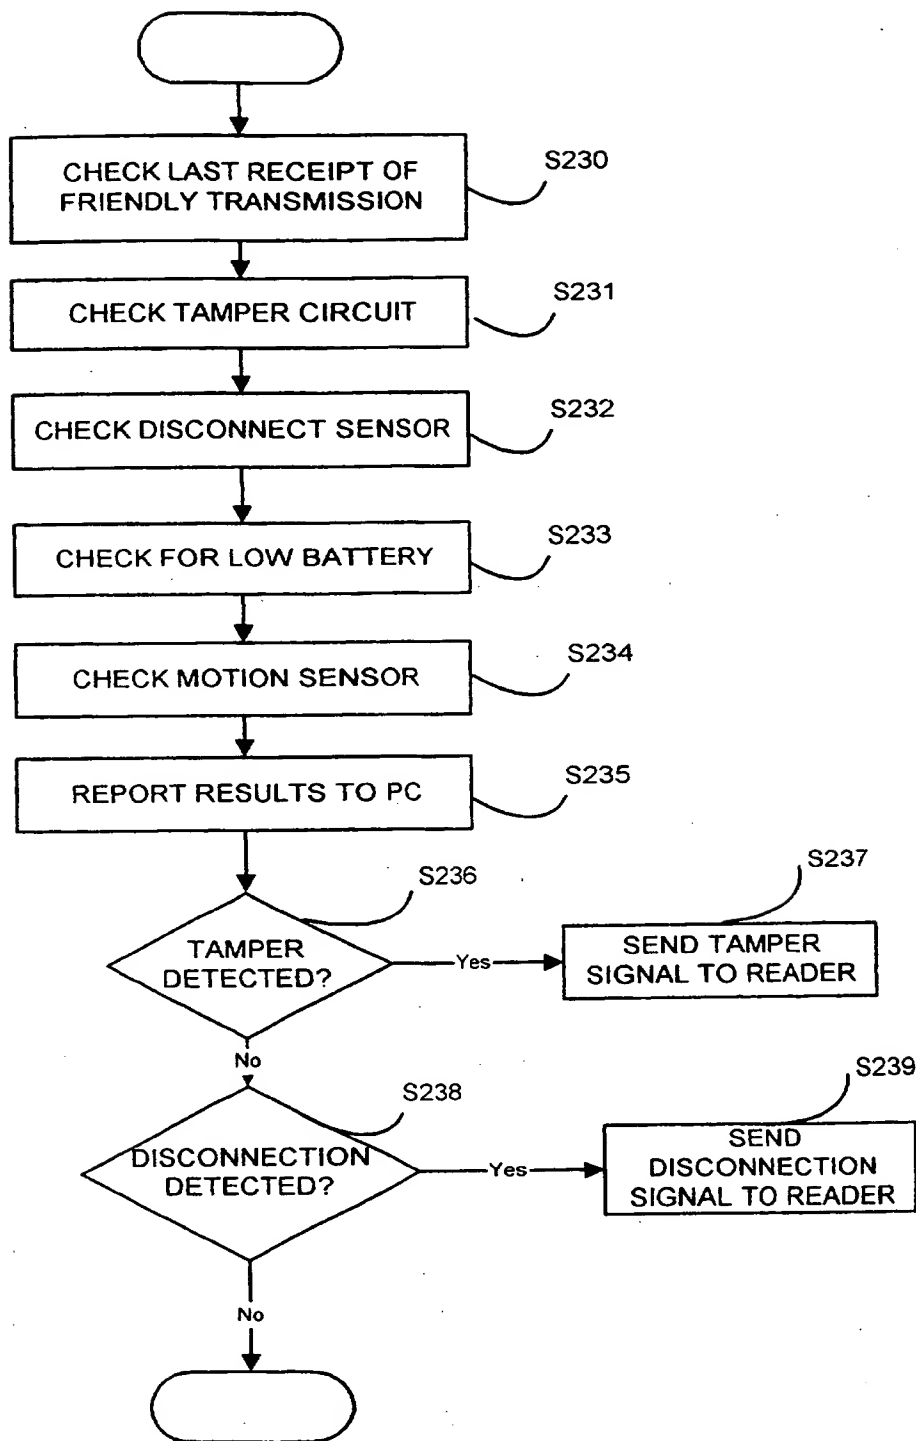 CHECK LAST RECEIPT OF
FRIENDLY TRANSMISSION
S230
CHECK TAMPER CIRCUIT
S231
CHECK DISCONNECT SENSOR
S232
CHECK FOR LOW BATTERY
S233
CHECK MOTION SENSOR
S234
REPORT RESULTS TO PC
S235
S236
TAMPER
DETECTED?
Yes
S237
SEND TAMPER
SIGNAL TO READER
No
S238
DISCONNECTION
DETECTED?
Yes
S239
SEND
DISCONNECTION
SIGNAL TO READER
No